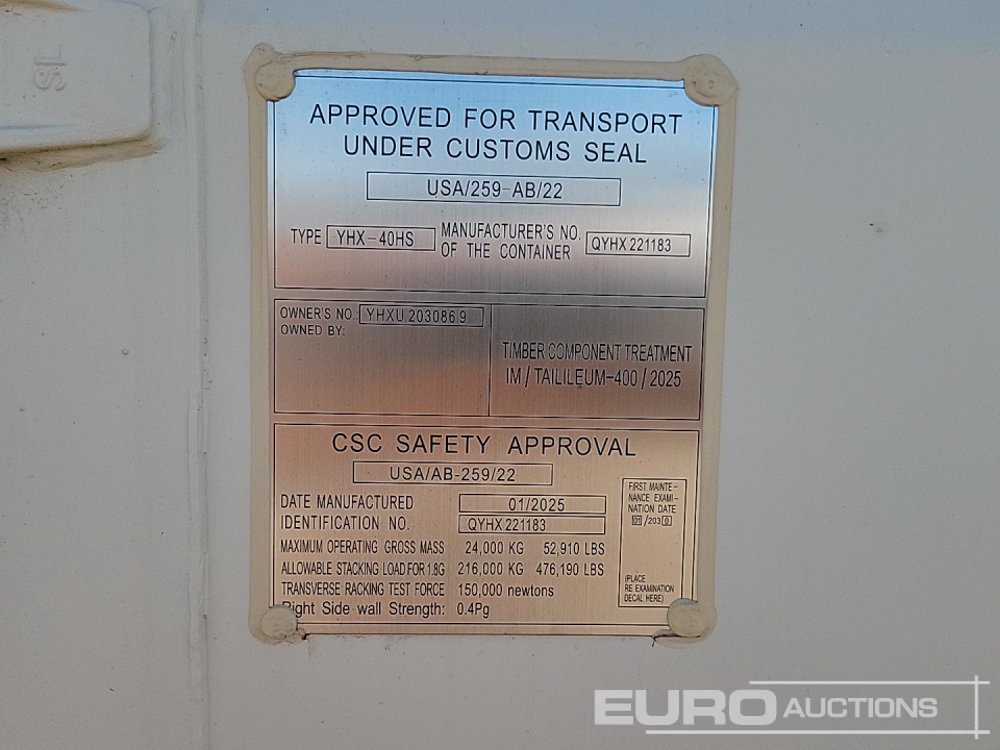 APPROVED FOR TRANSPORT
UNDER CUSTOMS SEAL
USA/259-AB/22
TYPE YHX-40HS MANUFACTURER'S NO. OF THE CONTAINER QYHX 221183
OWNER'S NO.: YHXU 203086 9
OWNED BY:
TIMBER COMPONENT TREATMENT
IM / TAILILEUM-400 / 2025
CSC SAFETY APPROVAL
USA/AB-259/22
DATE MANUFACTURED 01/2025
IDENTIFICATION NO. QYHX 221183
MAXIMUM OPERATING GROSS MASS 24,000 KG 52,910 LBS
ALLOWABLE STACKING LOAD FOR 1.8G 216,000 KG 476,190 LBS
TRANSVERSE RACKING TEST FORCE 150,000 newtons
Right Side wall Strength: 0.4Pg
FIRST MAINTE-
NANCE EXAMI-
NATION DATE
01/2030
(PLACE
RE EXAMINATION
DECAL HERE)
EURO AUCTIONS